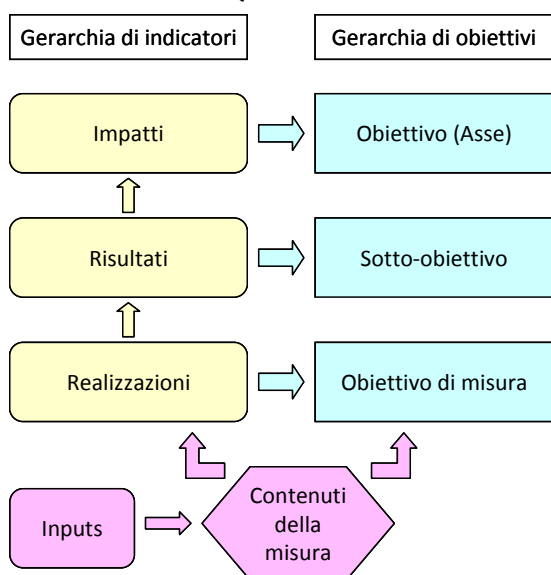 Gerarchia di indicatori
Gerarchia di obiettivi
Impatti
Obiettivo (Asse)
Risultati
Sotto-obiettivo
Realizzazioni
Obiettivo di misura
Inputs
Contenuti
della
misura